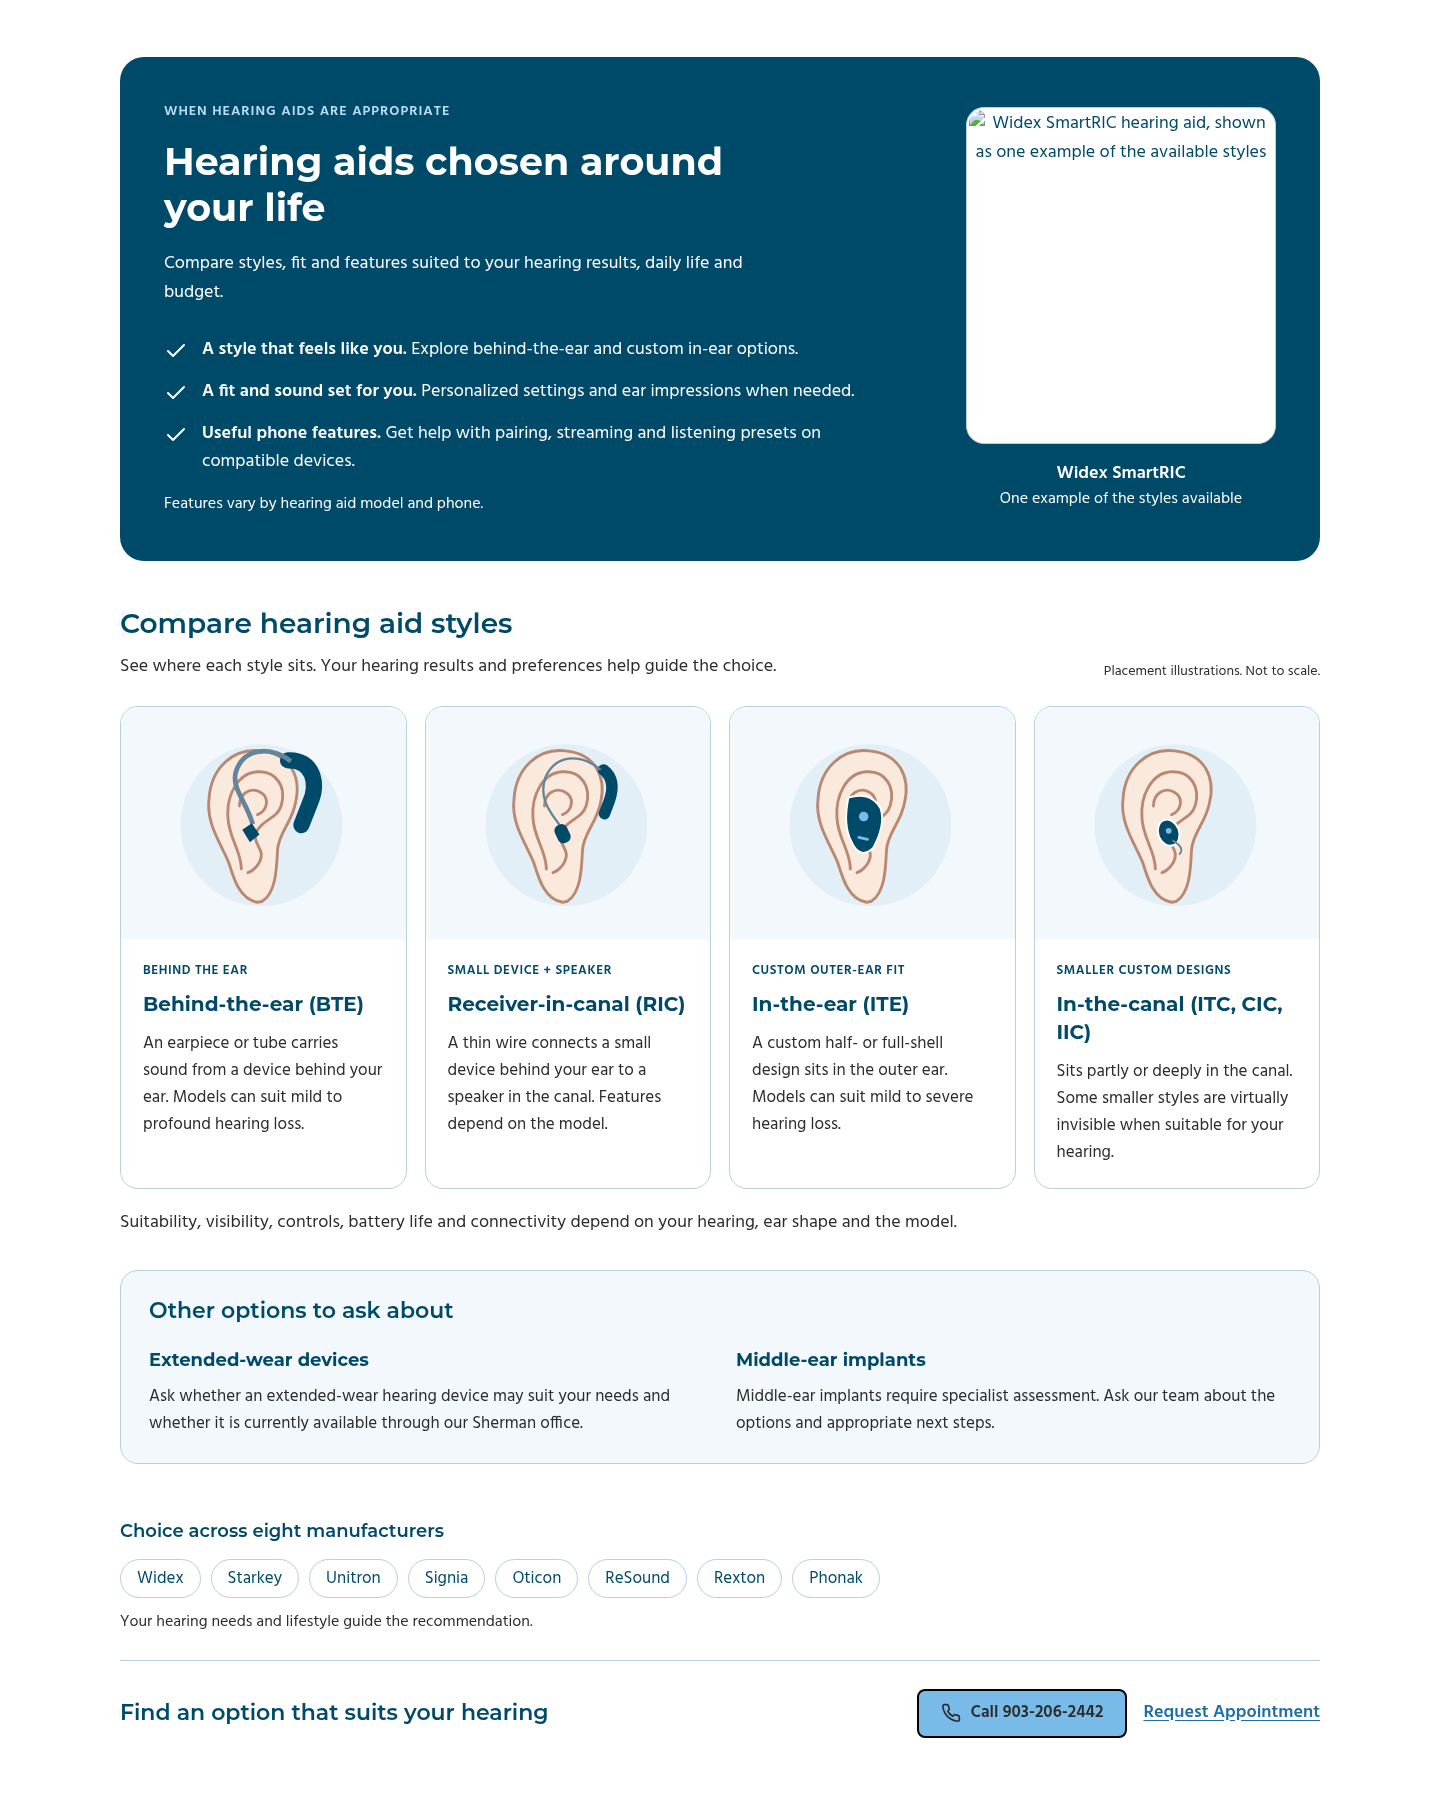 WHEN HEARING AIDS ARE APPROPRIATE
Hearing aids chosen around
your life
Compare styles, fit and features suited to your hearing results, daily life and
budget.
A style that feels like you. Explore behind-the-ear and custom in-ear options.
A fit and sound set for you. Personalized settings and ear impressions when needed.
Useful phone features. Get help with pairing, streaming and listening presets on
compatible devices.
Features vary by hearing aid model and phone.
Widex SmartRIC hearing aid, shown
as one example of the available styles
Widex SmartRIC
One example of the styles available
Compare hearing aid styles
See where each style sits. Your hearing results and preferences help guide the choice.
Placement illustrations. Not to scale.
BEHIND THE EAR
Behind-the-ear (BTE)
An earpiece or tube carries
sound from a device behind your
ear. Models can suit mild to
profound hearing loss.
SMALL DEVICE + SPEAKER
Receiver-in-canal (RIC)
A thin wire connects a small
device behind your ear to a
speaker in the canal. Features
depend on the model.
CUSTOM OUTER-EAR FIT
In-the-ear (ITE)
A custom half- or full-shell
design sits in the outer ear.
Models can suit mild to severe
hearing loss.
SMALLER CUSTOM DESIGNS
In-the-canal (ITC, CIC,
IIC)
Sits partly or deeply in the canal.
Some smaller styles are virtually
invisible when suitable for your
hearing.
Suitability, visibility, controls, battery life and connectivity depend on your hearing, ear shape and the model.
Other options to ask about
Extended-wear devices
Ask whether an extended-wear hearing device may suit your needs and
whether it is currently available through our Sherman office.
Middle-ear implants
Middle-ear implants require specialist assessment. Ask our team about the
options and appropriate next steps.
Choice across eight manufacturers
Widex
Starkey
Unitron
Signia
Oticon
ReSound
Rexton
Phonak
Your hearing needs and lifestyle guide the recommendation.
Find an option that suits your hearing
Call 903-206-2442
Request Appointment